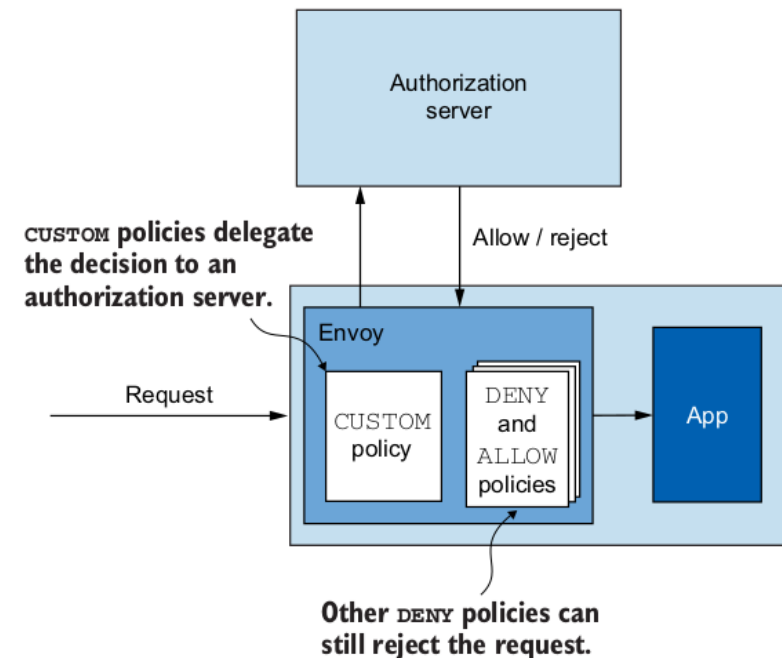 Authorization
server
CUSTOM policies delegate
the decision to an
authorization server.
Allow / reject
Envoy
Request
CUSTOM
policy
DENY
and
ALLOW
policies
App
Other DENY policies can
still reject the request.